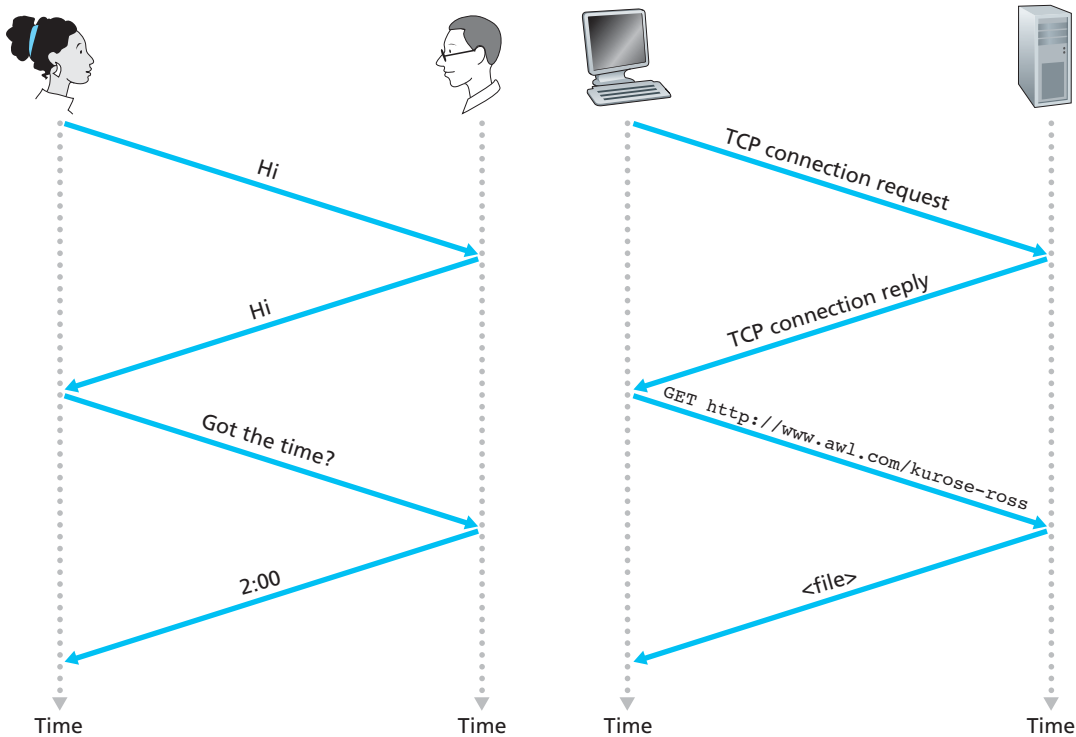 Hi
Hi
Got the time?
2:00
Time
Time
TCP connection request
TCP connection reply
GET http://www.awl.com/kurose-ross
<file>
Time
Time